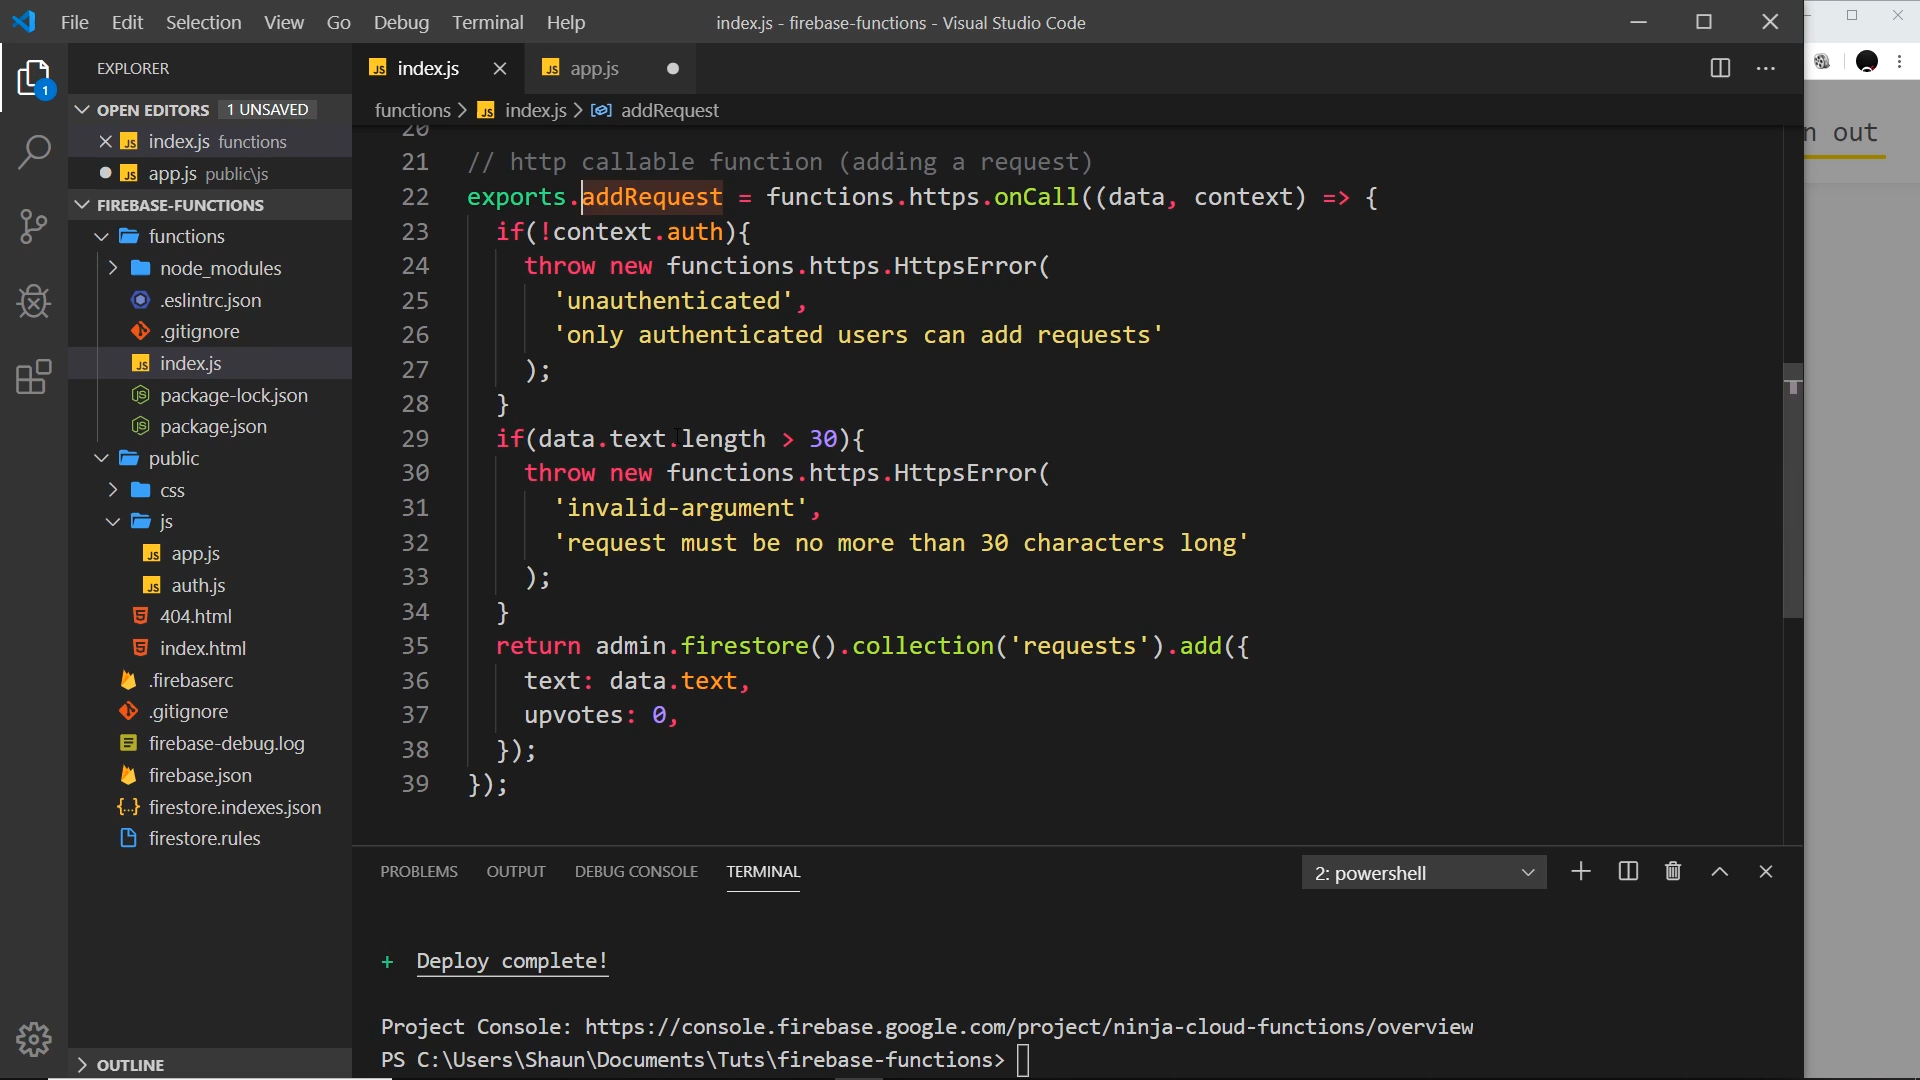 File Edit Selection View Go Debug Terminal Help
index.js - firebase-functions - Visual Studio Code
EXPLORER
OPEN EDITORS 1 UNSAVED
index.js functions
app.js public\js
FIREBASE-FUNCTIONS
functions
node_modules
.eslintrc.json
.gitignore
index.js
package-lock.json
package.json
public
css
js
app.js
auth.js
404.html
index.html
.firebaserc
.gitignore
firebase-debug.log
firebase.json
firestore.indexes.json
firestore.rules
OUTLINE
1
index.js
app.js
functions > index.js > addRequest
20
21 // http callable function (adding a request)
22 exports.addRequest = functions.https.onCall((data, context) => {
23 if(!context.auth){
24 throw new functions.https.HttpsError(
25 'unauthenticated',
26 'only authenticated users can add requests'
27 );
28 }
29 if(data.text.length > 30){
30 throw new functions.https.HttpsError(
31 'invalid-argument',
32 'request must be no more than 30 characters long'
33 );
34 }
35 return admin.firestore().collection('requests').add({
36 text: data.text,
37 upvotes: 0,
38 });
39 });
PROBLEMS OUTPUT DEBUG CONSOLE TERMINAL
2: powershell
+ Deploy complete!
Project Console: https://console.firebase.google.com/project/ninja-cloud-functions/overview
PS C:\Users\Shaun\Documents\Tuts\firebase-functions>
n out